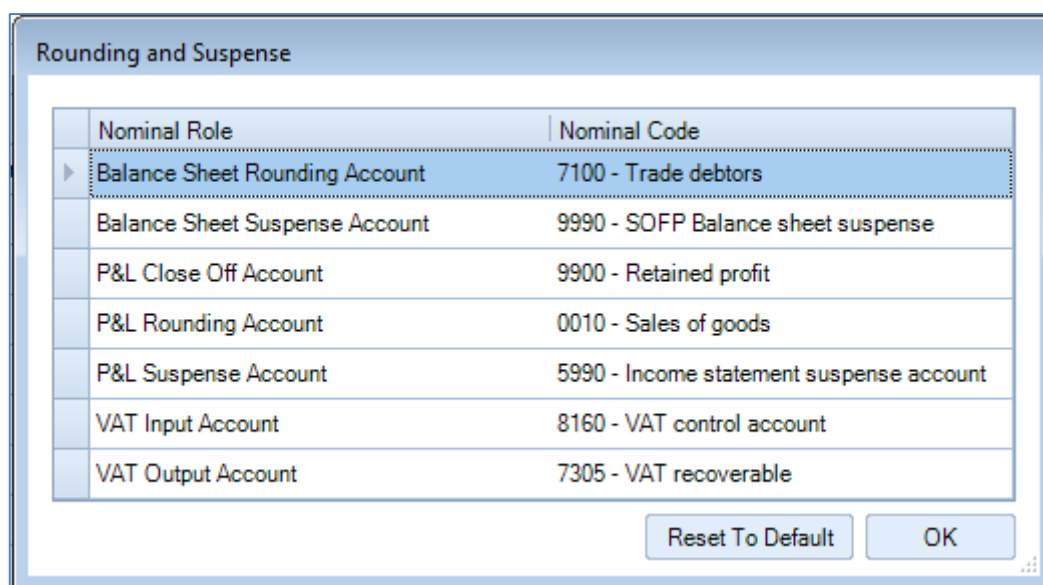 Rounding and Suspense
Nominal Role Nominal Code
Balance Sheet Rounding Account 7100 - Trade debtors
Balance Sheet Suspense Account 9990 - SOFP Balance sheet suspense
P&L Close Off Account 9900 - Retained profit
P&L Rounding Account 0010 - Sales of goods
P&L Suspense Account 5990 - Income statement suspense account
VAT Input Account 8160 - VAT control account
VAT Output Account 7305 - VAT recoverable
Reset To Default OK